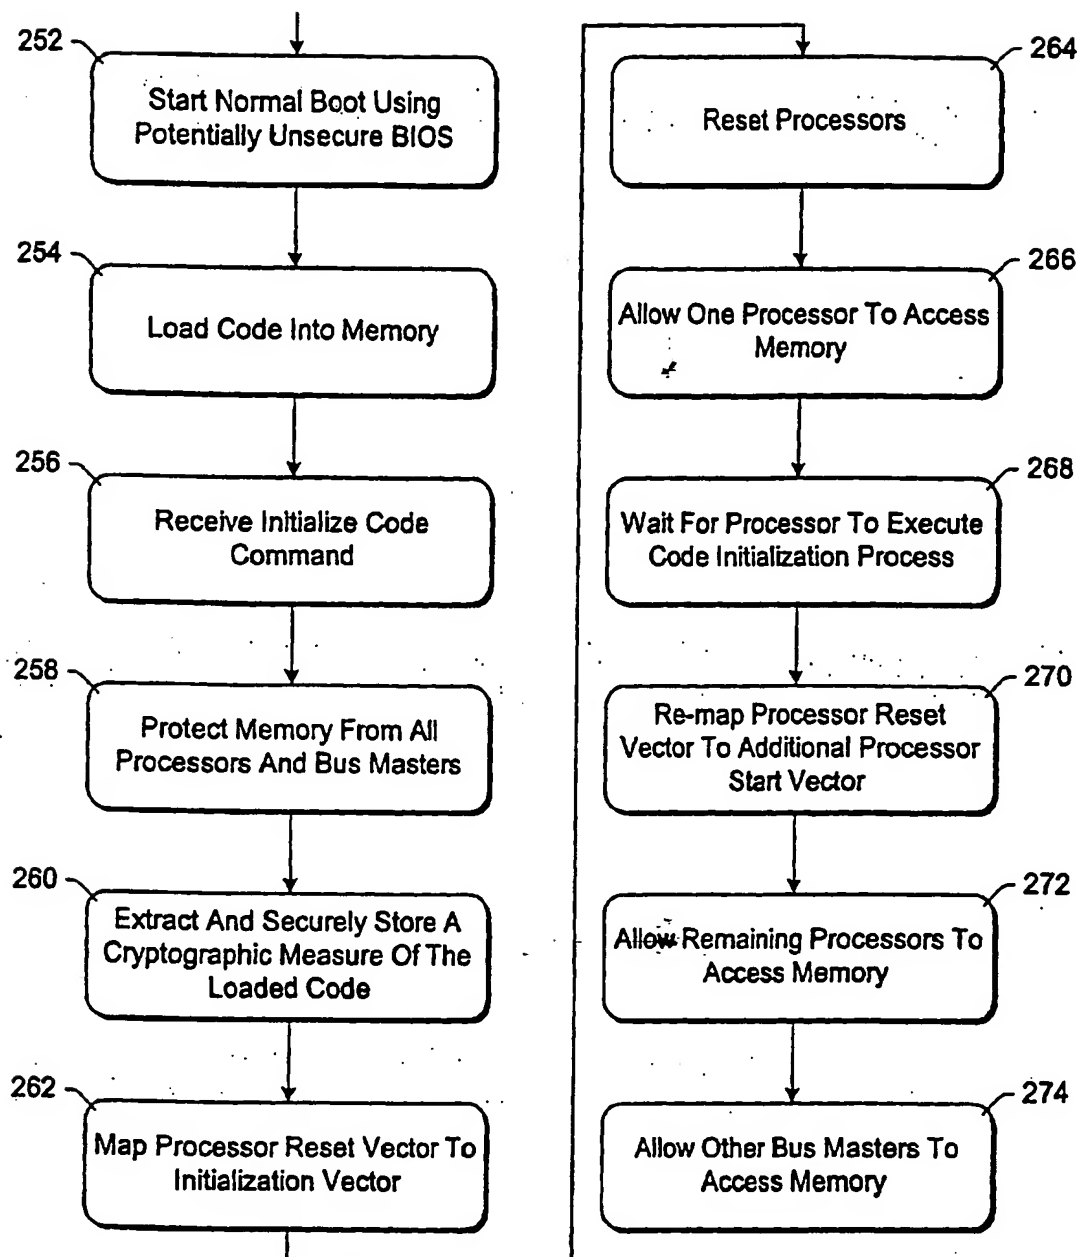 252
Start Normal Boot Using
Potentially Unsecure BIOS
254
Load Code Into Memory
256
Receive Initialize Code
Command
258
Protect Memory From All
Processors And Bus Masters
260
Extract And Securely Store A
Cryptographic Measure Of The
Loaded Code
262
Map Processor Reset Vector To
Initialization Vector
264
Reset Processors
266
Allow One Processor To Access
Memory
268
Wait For Processor To Execute
Code Initialization Process
270
Re-map Processor Reset
Vector To Additional Processor
Start Vector
272
Allow Remaining Processors To
Access Memory
274
Allow Other Bus Masters To
Access Memory